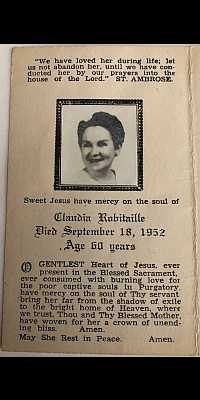 "We have loved her during life; let
us not abandon her, until we have con-
ducted her by our prayers into the
house of the Lord." ST. AMBROSE.
Sweet Jesus have mercy on the soul of
Claudia Robitaille
Died September 18, 1952
Age 60 years
O GENTLEST Heart of Jesus, ever
present in the Blessed Sacrament,
ever consumed with burning love for
the poor captive souls in Purgatory
have mercy on the soul of Thy servant
bring her far from the shadow of exile
to the bright home of Heaven, where
we trust, Thou and Thy Blessed Mother,
have woven for her a crown of unend-
ing bliss. Amen.
May She Rest in Peace. Amen.